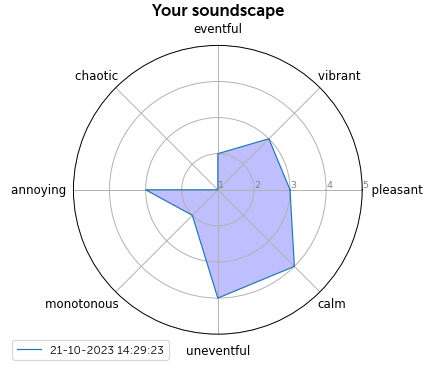 Your soundscape
eventful
chaotic
vibrant
annoying
1 2 3 4 5
pleasant
monotonous
calm
uneventful
21-10-2023 14:29:23